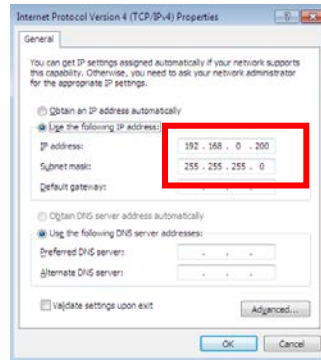 Internet Protocol Version 4 (TCP/IPv4) Properties
General
You can get IP settings assigned automatically if your network supports
this capability. Otherwise, you need to ask your network administrator
for the appropriate IP settings.
Obtain an IP address automatically
Use the following IP address:
IP address: 192 . 168 . 0 . 200
Subnet mask: 255 . 255 . 255 . 0
Default gateway: . . .
Obtain DNS server address automatically
Use the following DNS server addresses:
Preferred DNS server: . . .
Alternate DNS server: . . .
Validate settings upon exit
Advanced...
OK Cancel